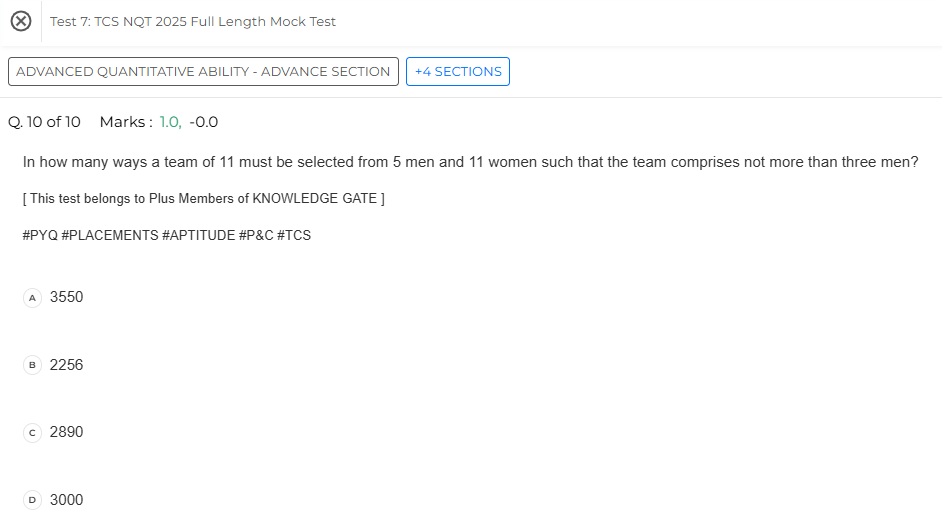 Test 7: TCS NQT 2025 Full Length Mock Test
ADVANCED QUANTITATIVE ABILITY - ADVANCE SECTION +4 SECTIONS
Q. 10 of 10 Marks : 1.0, -0.0
In how many ways a team of 11 must be selected from 5 men and 11 women such that the team comprises not more than three men?
[ This test belongs to Plus Members of KNOWLEDGE GATE ]
#PYQ #PLACEMENTS #APTITUDE #P&C #TCS
A 3550
B 2256
C 2890
D 3000